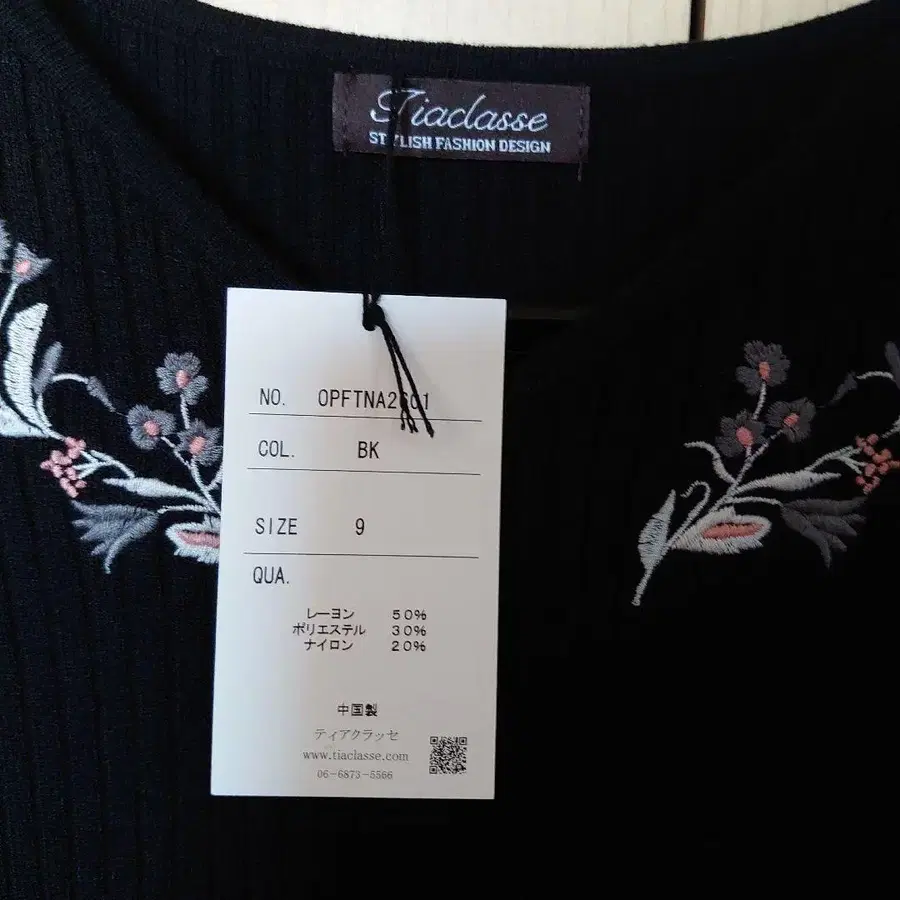 Tiaclasse
STYLISH FASHION DESIGN
NO. OPFTNA2601
COL. BK
SIZE 9
QUA.
レーヨン 50%
ポリエステル 30%
ナイロン 20%
中国製
ティアクラッセ
www.tiaclasse.com
06-6873-5566